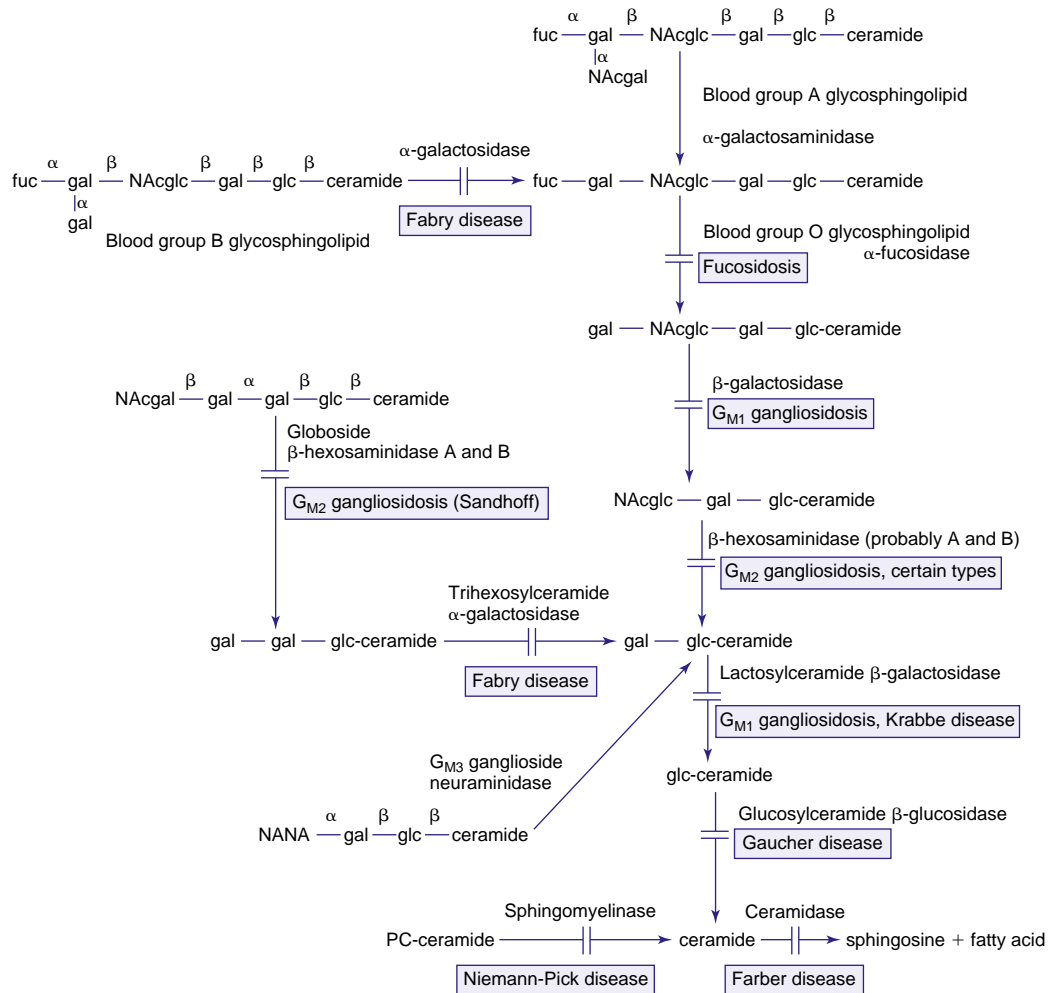 α β β β β
fuc — gal — NAcglc — gal — glc — ceramide
α
NAcgal
Blood group A glycosphingolipid
α-galactosaminidase
α β β β β
fuc — gal — NAcglc — gal — glc — ceramide
α
gal
Blood group B glycosphingolipid
α-galactosidase
Fabry disease
fuc — gal — NAcglc — gal — glc — ceramide
Blood group O glycosphingolipid
α-fucosidase
Fucosidosis
gal — NAcglc — gal — glc-ceramide
β-galactosidase
GM1 gangliosidosis
β α β β
NAcgal — gal — gal — glc — ceramide
Globoside
β-hexosaminidase A and B
GM2 gangliosidosis (Sandhoff)
NAcglc — gal — glc-ceramide
β-hexosaminidase (probably A and B)
GM2 gangliosidosis, certain types
gal — gal — glc-ceramide
Trihexosylceramide
α-galactosidase
Fabry disease
gal — glc-ceramide
Lactosylceramide β-galactosidase
GM1 gangliosidosis, Krabbe disease
GM3 ganglioside
neuraminidase
α β β
NANA — gal — glc — ceramide
glc-ceramide
Glucosylceramide β-glucosidase
Gaucher disease
PC-ceramide
Sphingomyelinase
Niemann-Pick disease
ceramide
Ceramidase
Farber disease
sphingosine + fatty acid